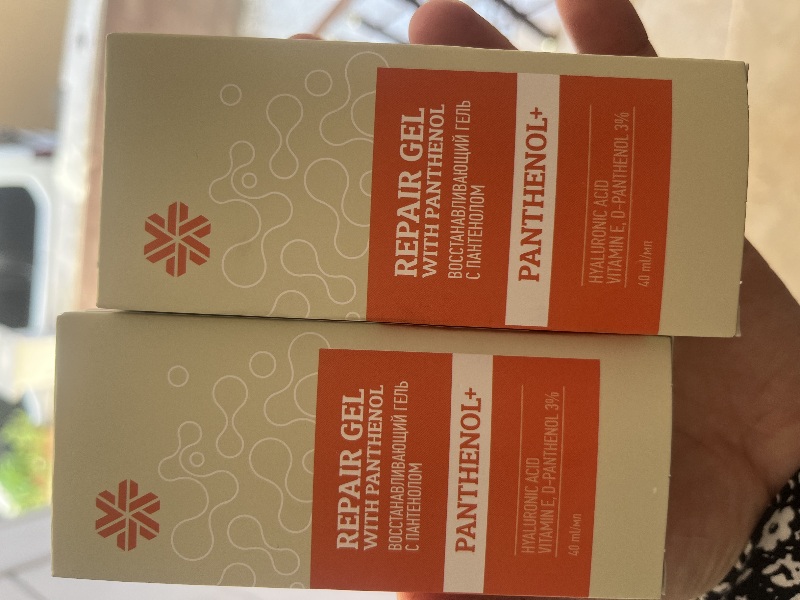 REPAIR GEL
WITH PANTHENOL
ВОССТАНАВЛИВАЮЩИЙ ГЕЛЬ
С ПАНТЕНОЛОМ
PANTHENOL+
HYALURONIC ACID
VITAMIN E, D-PANTHENOL 3%
40 ml/мл
REPAIR GEL
WITH PANTHENOL
ВОССТАНАВЛИВАЮЩИЙ ГЕЛЬ
С ПАНТЕНОЛОМ
PANTHENOL+
HYALURONIC ACID
VITAMIN E, D-PANTHENOL 3%
40 ml/мл